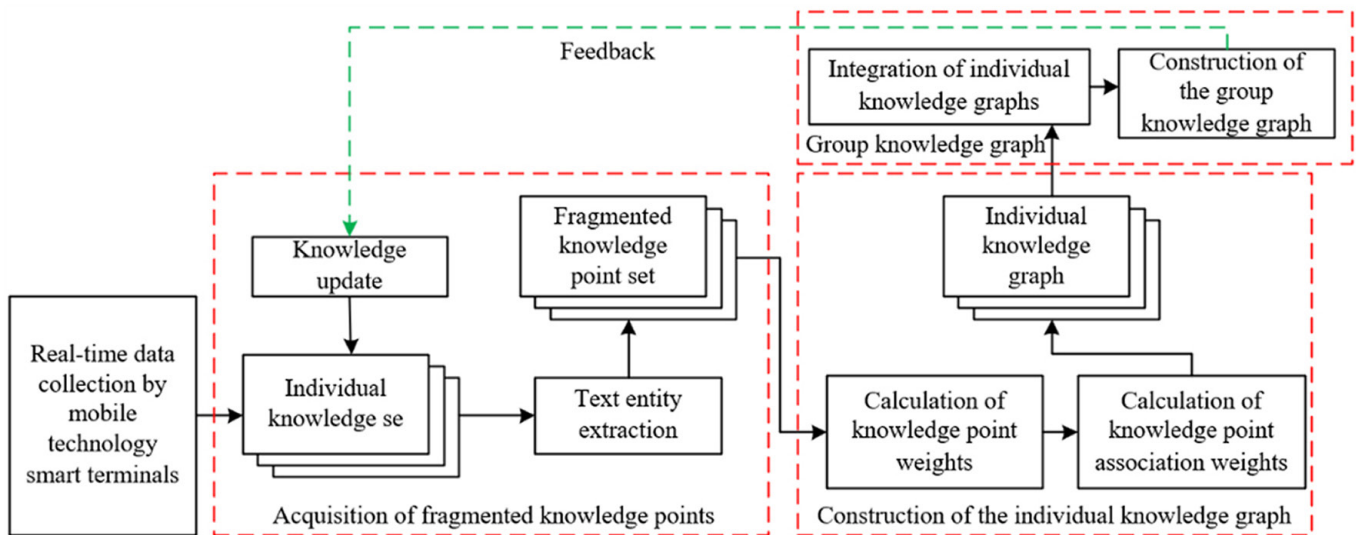 Feedback
Integration of individual
knowledge graphs
Construction of
the group
knowledge graph
Group knowledge graph
Knowledge
update
Fragmented
knowledge
point set
Individual
knowledge
graph
Real-time data
collection by
mobile
technology
smart terminals
Individual
knowledge se
Text entity
extraction
Calculation of
knowledge point
weights
Calculation of
knowledge point
association weights
Acquisition of fragmented knowledge points
Construction of the individual knowledge graph